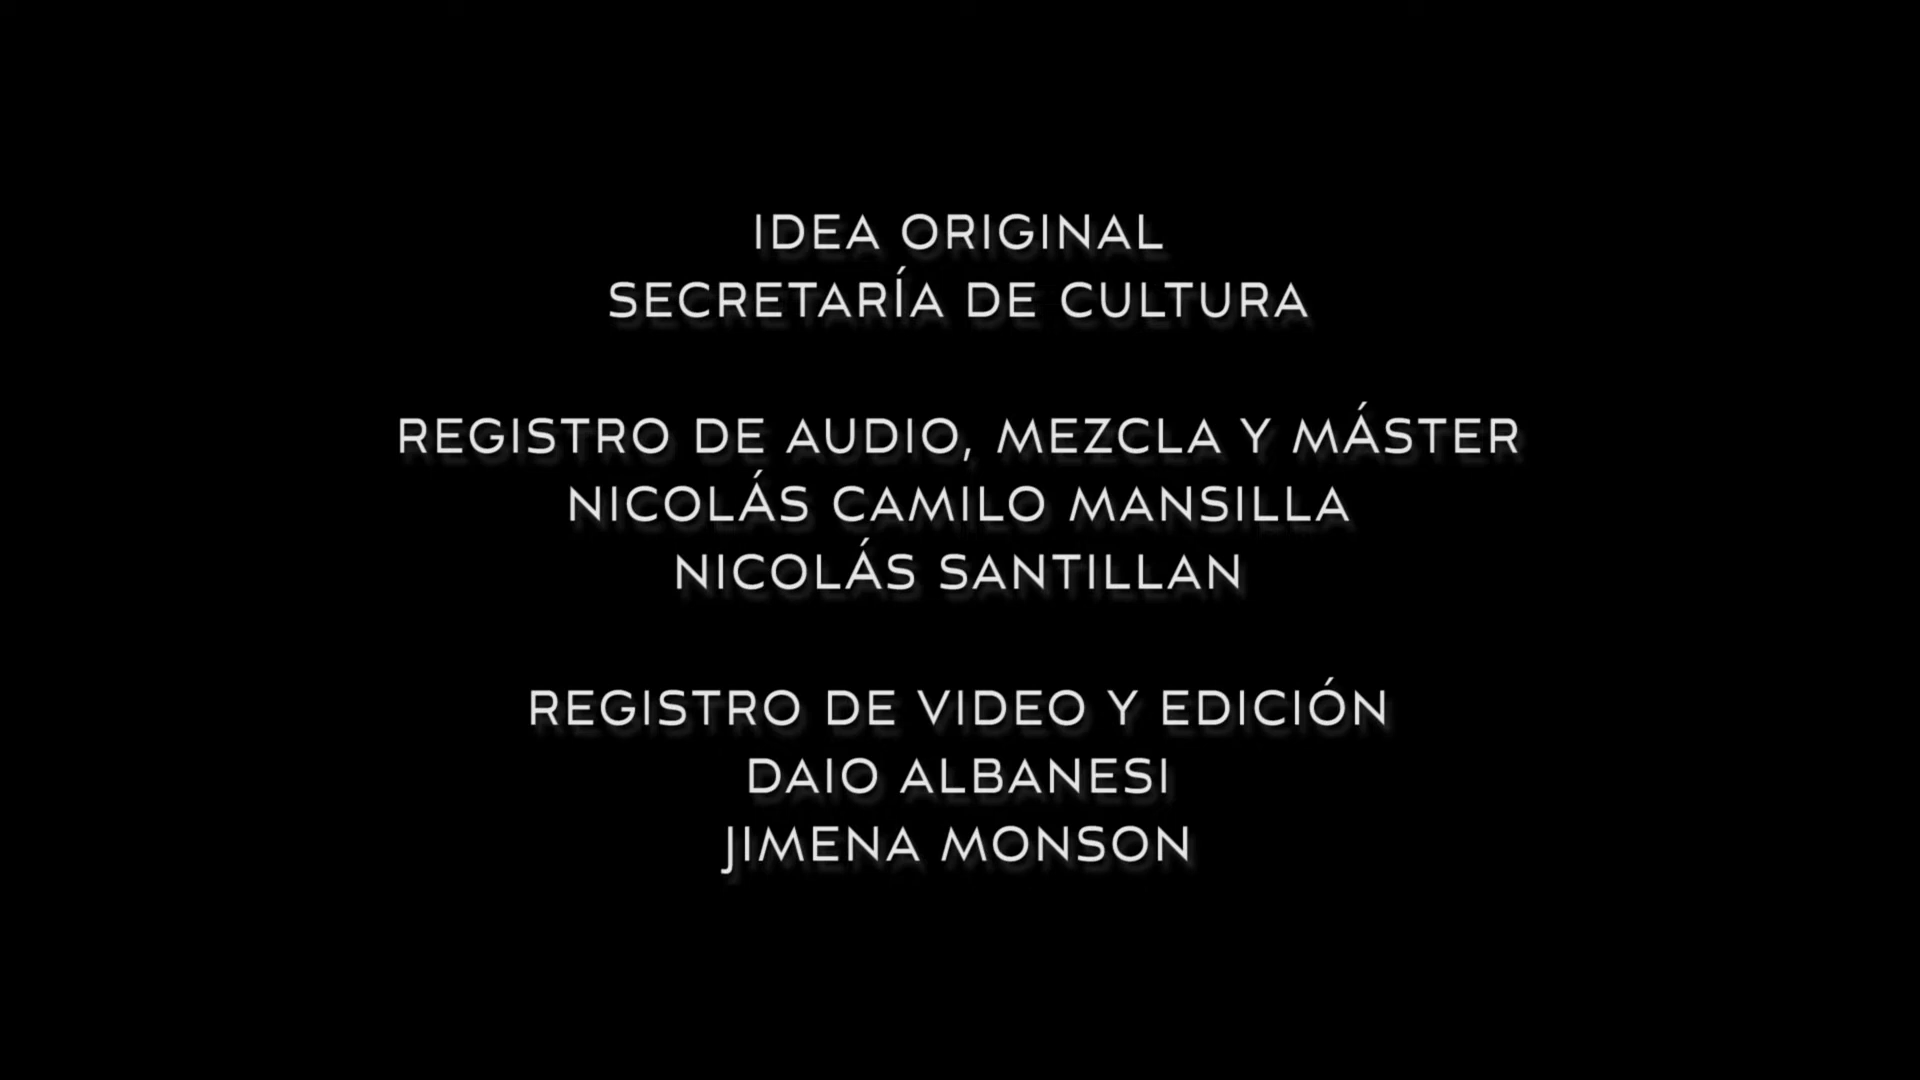 IDEA ORIGINAL
SECRETARÍA DE CULTURA
REGISTRO DE AUDIO, MEZCLA Y MÁSTER
NICOLÁS CAMILO MANSILLA
NICOLÁS SANTILLAN
REGISTRO DE VIDEO Y EDICIÓN
DAIO ALBANESI
JIMENA MONSON